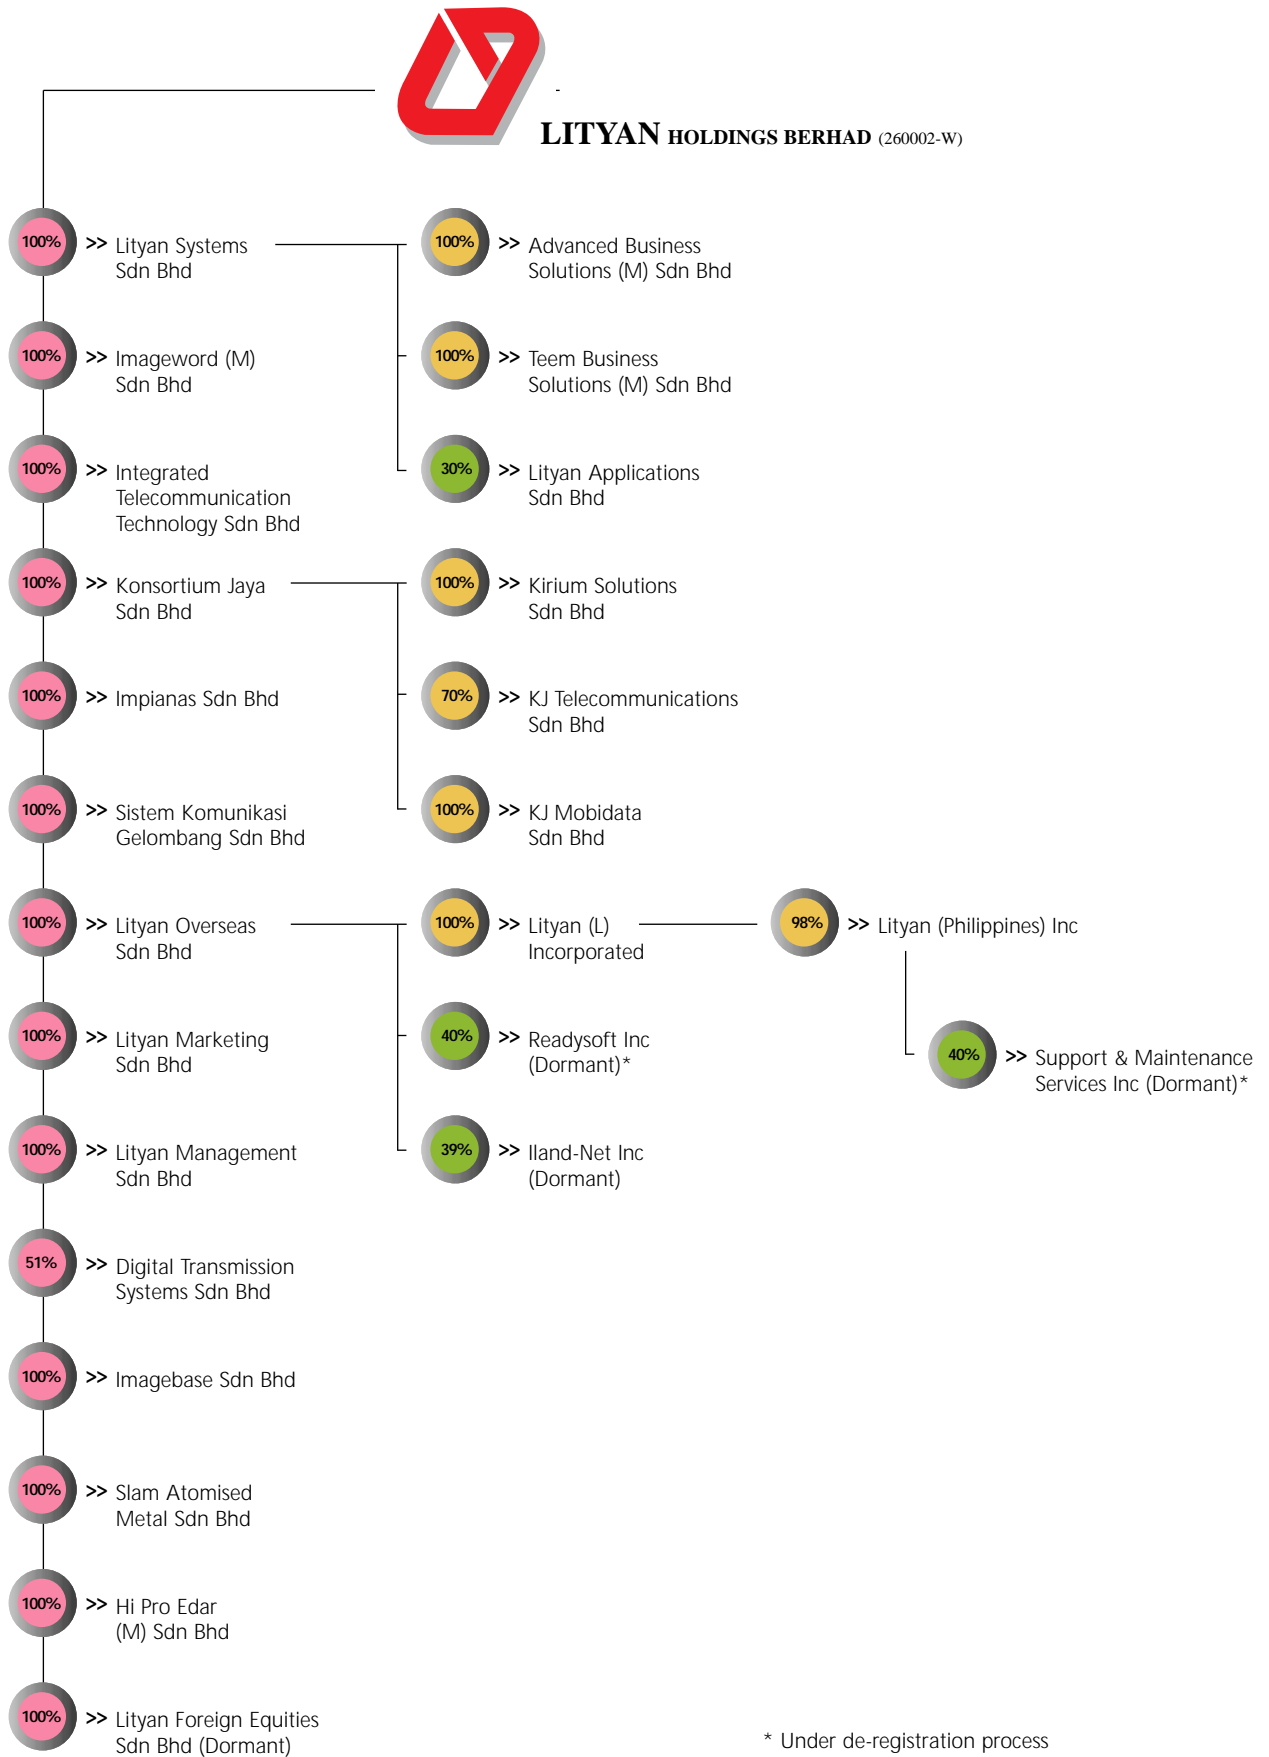 LITYAN HOLDINGS BERHAD (260002-W)
100% >> Lityan Systems
Sdn Bhd
100% >> Advanced Business
Solutions (M) Sdn Bhd
100% >> Imageword (M)
Sdn Bhd
100% >> Teem Business
Solutions (M) Sdn Bhd
100% >> Integrated
Telecommunication
Technology Sdn Bhd
30% >> Lityan Applications
Sdn Bhd
100% >> Konsortium Jaya
Sdn Bhd
100% >> Kirium Solutions
Sdn Bhd
100% >> Impianas Sdn Bhd
70% >> KJ Telecommunications
Sdn Bhd
100% >> Sistem Komunikasi
Gelombang Sdn Bhd
100% >> KJ Mobidata
Sdn Bhd
100% >> Lityan Overseas
Sdn Bhd
100% >> Lityan (L)
Incorporated
98% >> Lityan (Philippines) Inc
100% >> Lityan Marketing
Sdn Bhd
40% >> Readysoft Inc
(Dormant)*
40% >> Support & Maintenance
Services Inc (Dormant)*
100% >> Lityan Management
Sdn Bhd
39% >> Iland-Net Inc
(Dormant)
51% >> Digital Transmission
Systems Sdn Bhd
100% >> Imagebase Sdn Bhd
100% >> Slam Atomised
Metal Sdn Bhd
100% >> Hi Pro Edar
(M) Sdn Bhd
100% >> Lityan Foreign Equities
Sdn Bhd (Dormant)
* Under de-registration process